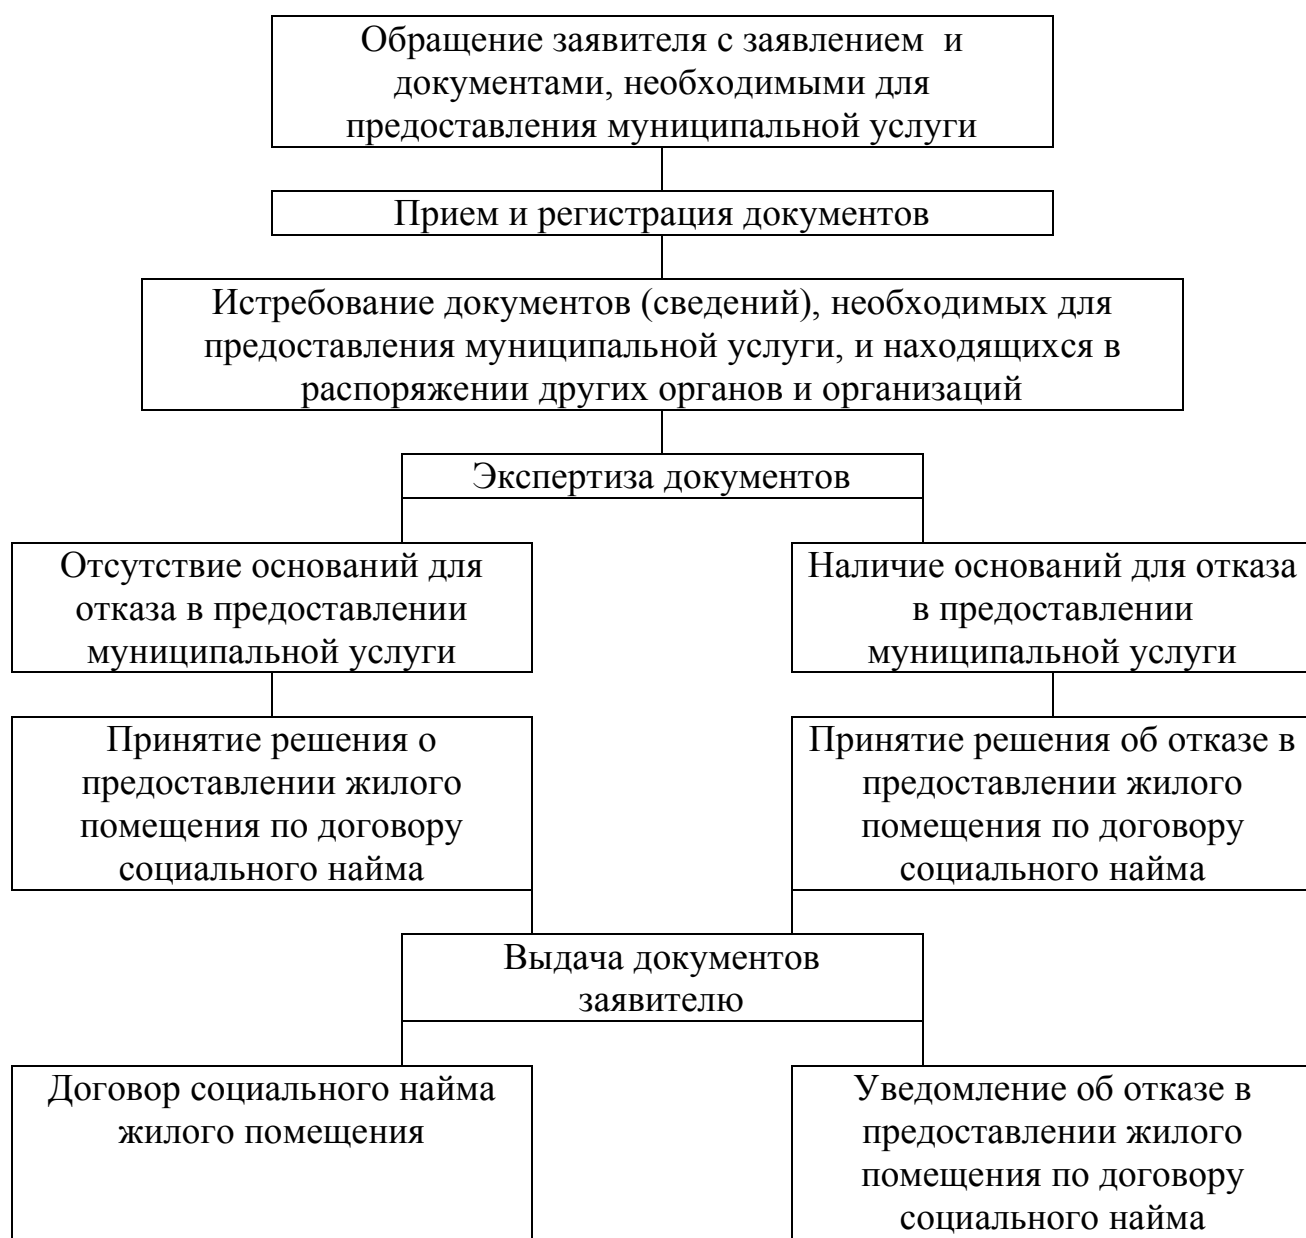 Обращение заявителя с заявлением  и
документами, необходимыми для
предоставления муниципальной услуги
Прием и регистрация документов
Истребование документов (сведений), необходимых для
предоставления муниципальной услуги, и находящихся в
распоряжении других органов и организаций
Экспертиза документов
Отсутствие оснований для
отказа в предоставлении
муниципальной услуги
Наличие оснований для отказа
в предоставлении
муниципальной услуги
Принятие решения о
предоставлении жилого
помещения по договору
социального найма
Принятие решения об отказе в
предоставлении жилого
помещения по договору
социального найма
Выдача документов
заявителю
Договор социального найма
жилого помещения
Уведомление об отказе в
предоставлении жилого
помещения по договору
социального найма